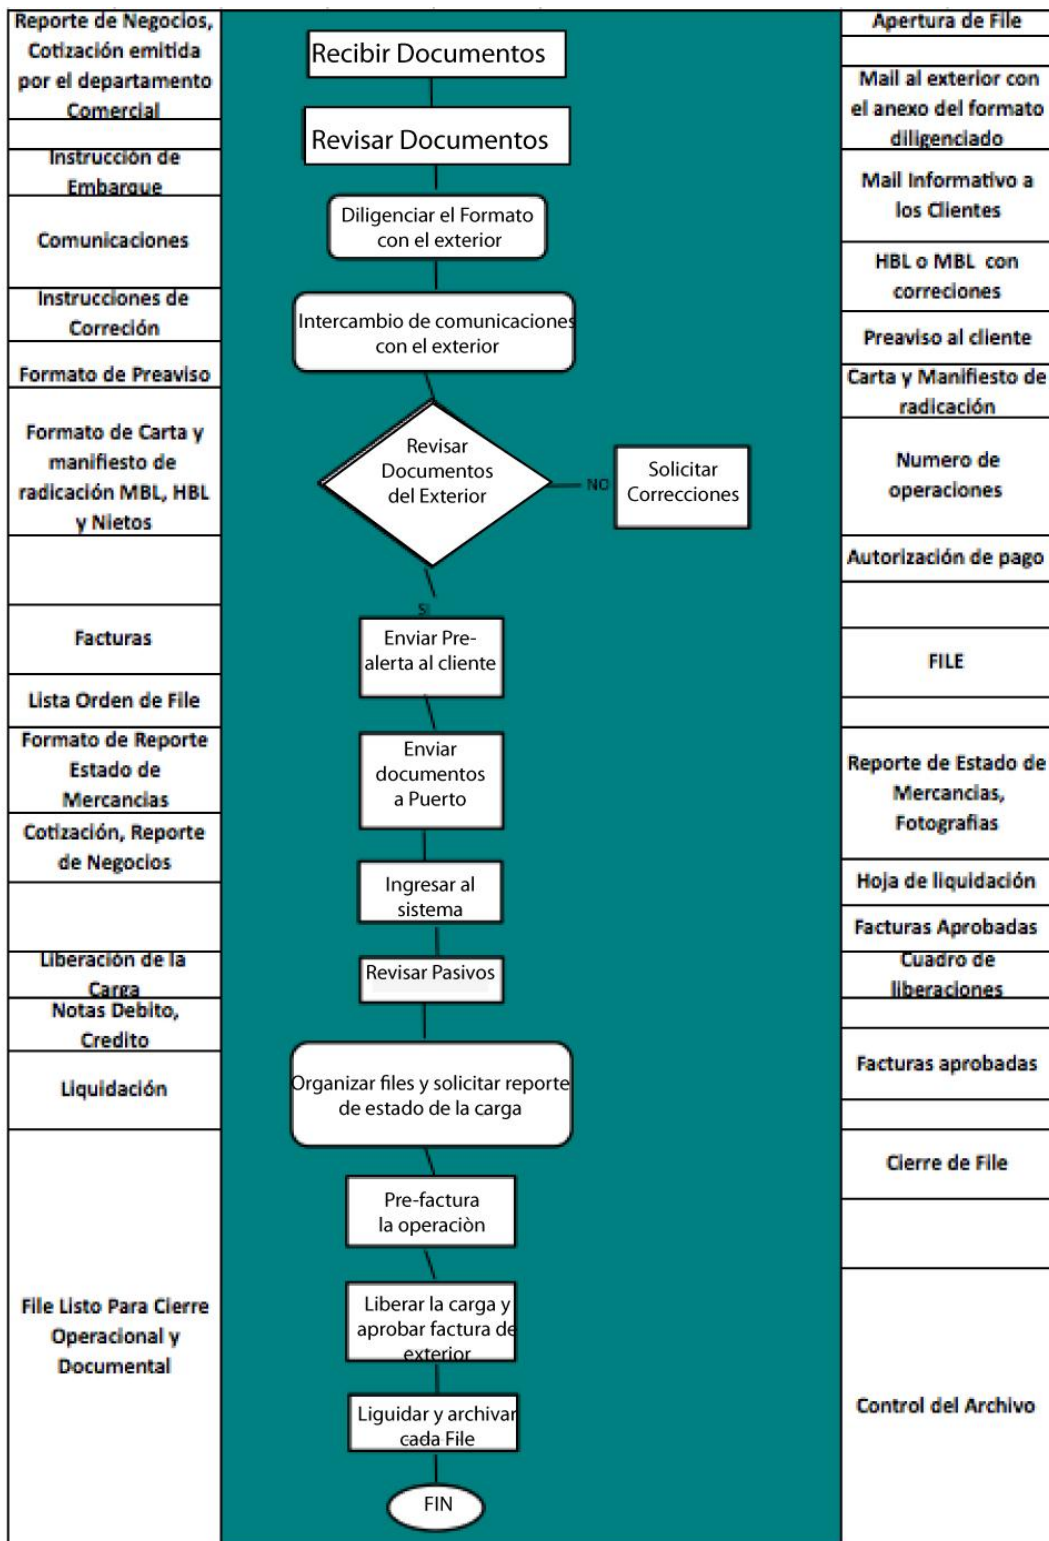 Reporte de Negocios,
Cotización emitida
por el departamento
Comercial
Instrucción de
Embarque
Comunicaciones
Instrucciones de
Correción
Formato de Preaviso
Formato de Carta y
manifiesto de
radicación MBL, HBL
y Nietos
Facturas
Lista Orden de File
Formato de Reporte
Estado de
Mercancias
Cotización, Reporte
de Negocios
Liberación de la
Carga
Notas Debito,
Credito
Liquidación
File Listo Para Cierre
Operacional y
Documental
Recibir Documentos
Revisar Documentos
Diligenciar el Formato
con el exterior
Intercambio de comunicaciones
con el exterior
Revisar
Documentos
del Exterior
NO
Solicitar
Correcciones
SI
Enviar Pre-
alerta al cliente
Enviar
documentos
a Puerto
Ingresar al
sistema
Revisar Pasivos
Organizar files y solicitar reporte
de estado de la carga
Pre-factura
la operaciòn
Liberar la carga y
aprobar factura de
exterior
Liguidar y archivar
cada File
FIN
Apertura de File
Mail al exterior con
el anexo del formato
diligenciado
Mail Informativo a
los Clientes
HBL o MBL con
correciones
Preaviso al cliente
Carta y Manifiesto de
radicación
Numero de
operaciones
Autorización de pago
FILE
Reporte de Estado de
Mercancias,
Fotografias
Hoja de liquidación
Facturas Aprobadas
Cuadro de
liberaciones
Facturas aprobadas
Cierre de File
Control del Archivo